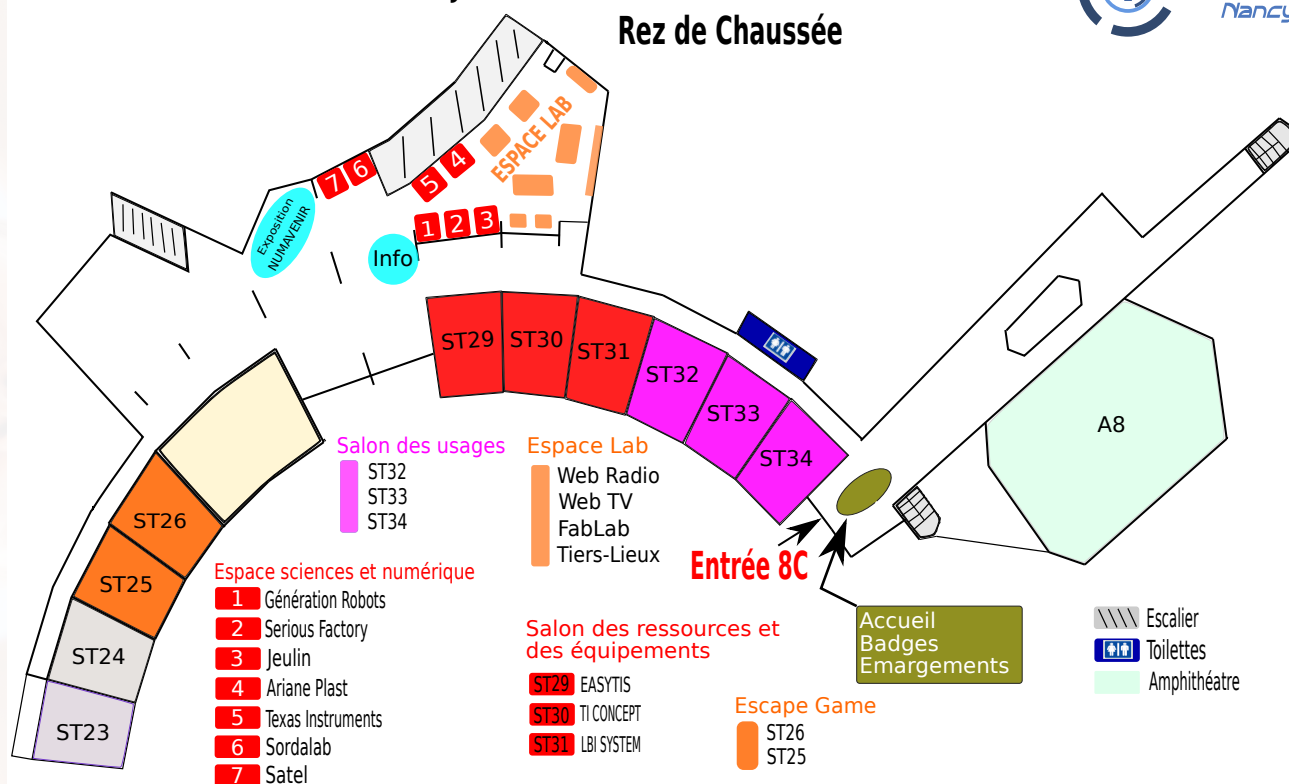 Rez de Chaussée
Nancy
ESPACE LAB
7
6
5
4
1
2
3
Exposition
NUMAVENIR
Info
ST29
ST30
ST31
ST32
ST33
ST34
A8
ST26
ST25
ST24
ST23
Salon des usages
ST32
ST33
ST34
Espace Lab
Web Radio
Web TV
FabLab
Tiers-Lieux
Entrée 8C
Espace sciences et numérique
1 Génération Robots
2 Serious Factory
3 Jeulin
4 Ariane Plast
5 Texas Instruments
6 Sordalab
7 Satel
Salon des ressources et
des équipements
ST29 EASYTIS
ST30 TI CONCEPT
ST31 LBI SYSTEM
Escape Game
ST26
ST25
Accueil
Badges
Emargements
Escalier
Toilettes
Amphithéatre